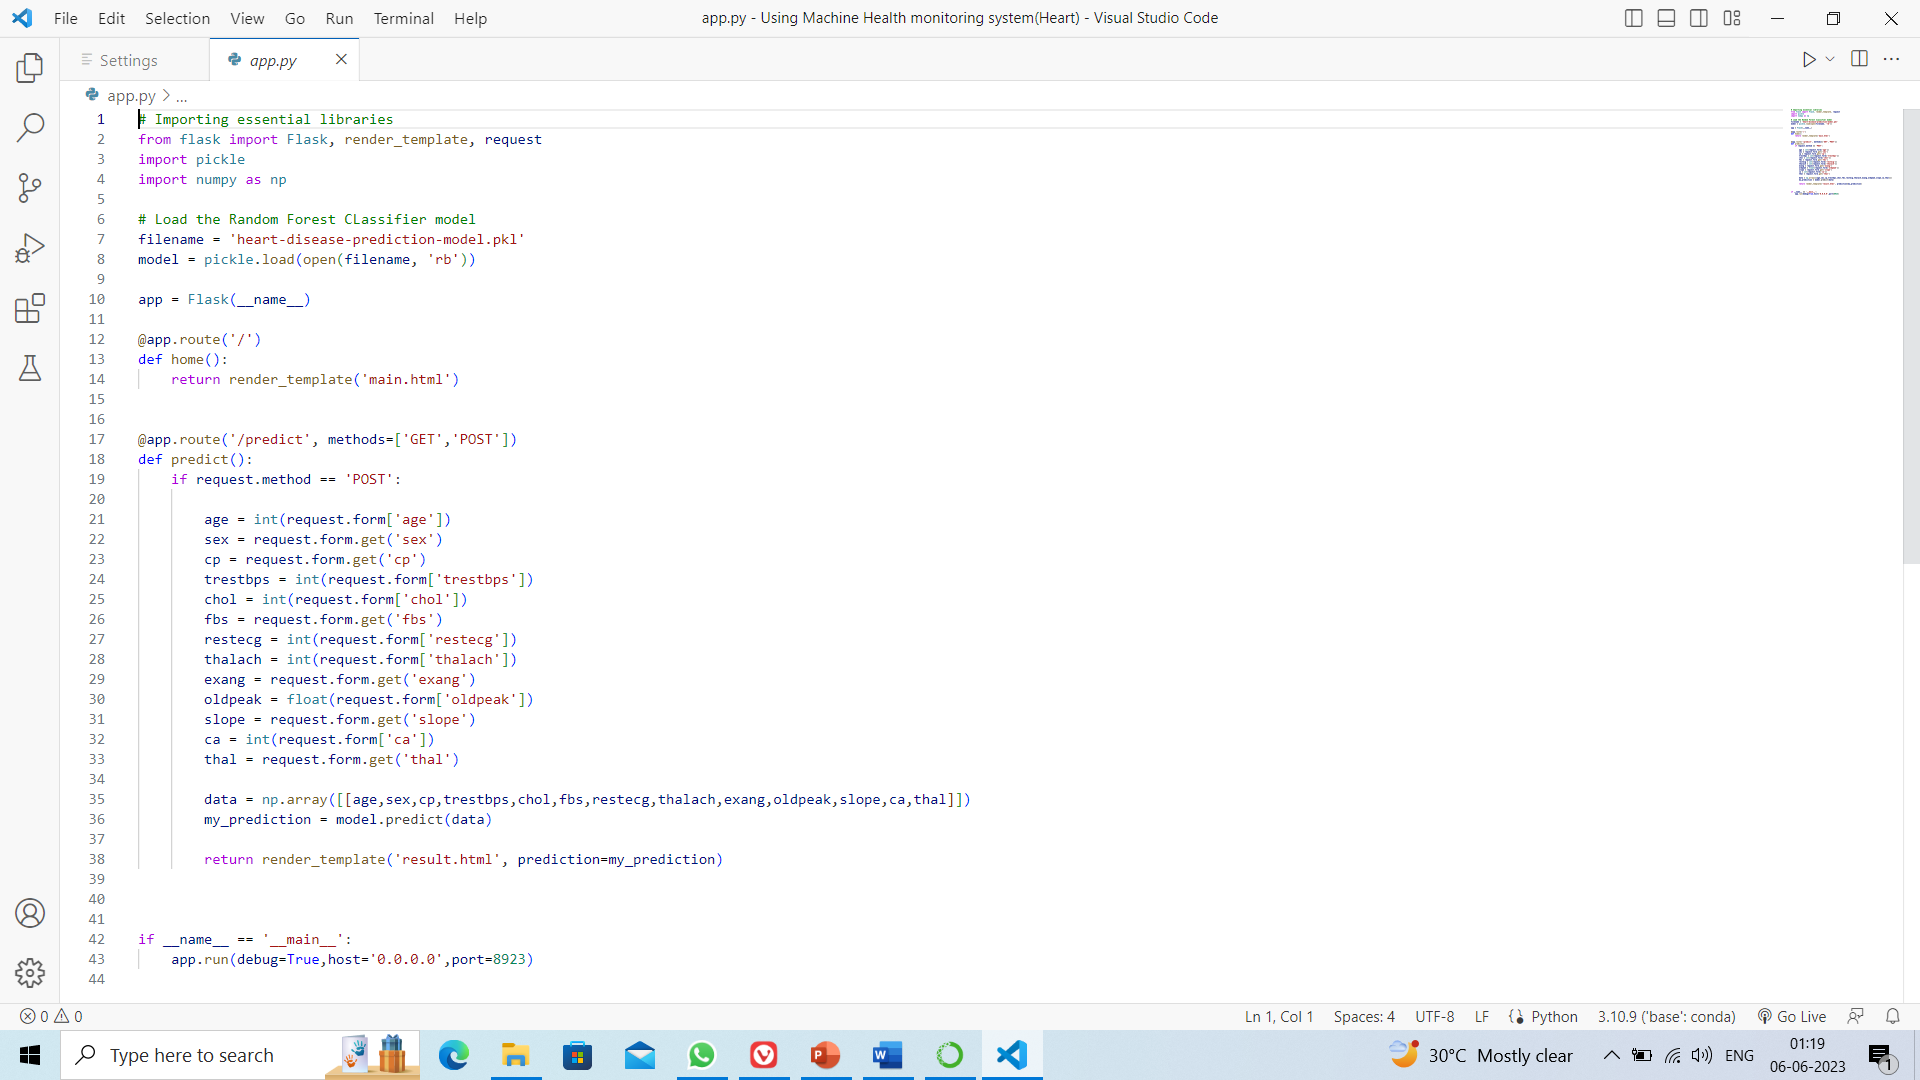 File Edit Selection View Go Run Terminal Help
app.py - Using Machine Health monitoring system(Heart) - Visual Studio Code
Settings
app.py
app.py > ...
1 # Importing essential libraries
2 from flask import Flask, render_template, request
3 import pickle
4 import numpy as np
5
6 # Load the Random Forest CLassifier model
7 filename = 'heart-disease-prediction-model.pkl'
8 model = pickle.load(open(filename, 'rb'))
9
10 app = Flask(__name__)
11
12 @app.route('/')
13 def home():
14     return render_template('main.html')
15
16
17 @app.route('/predict', methods=['GET','POST'])
18 def predict():
19     if request.method == 'POST':
20
21         age = int(request.form['age'])
22         sex = request.form.get('sex')
23         cp = request.form.get('cp')
24         trestbps = int(request.form['trestbps'])
25         chol = int(request.form['chol'])
26         fbs = request.form.get('fbs')
27         restecg = int(request.form['restecg'])
28         thalach = int(request.form['thalach'])
29         exang = request.form.get('exang')
30         oldpeak = float(request.form['oldpeak'])
31         slope = request.form.get('slope')
32         ca = int(request.form['ca'])
33         thal = request.form.get('thal')
34
35         data = np.array([[age,sex,cp,trestbps,chol,fbs,restecg,thalach,exang,oldpeak,slope,ca,thal]])
36         my_prediction = model.predict(data)
37
38         return render_template('result.html', prediction=my_prediction)
39
40
41
42 if __name__ == '__main__':
43     app.run(debug=True,host='0.0.0.0',port=8923)
44
0 0
Ln 1, Col 1 Spaces: 4 UTF-8 LF Python 3.10.9 ('base': conda) Go Live
Type here to search
30°C Mostly clear
ENG
01:19
06-06-2023
1